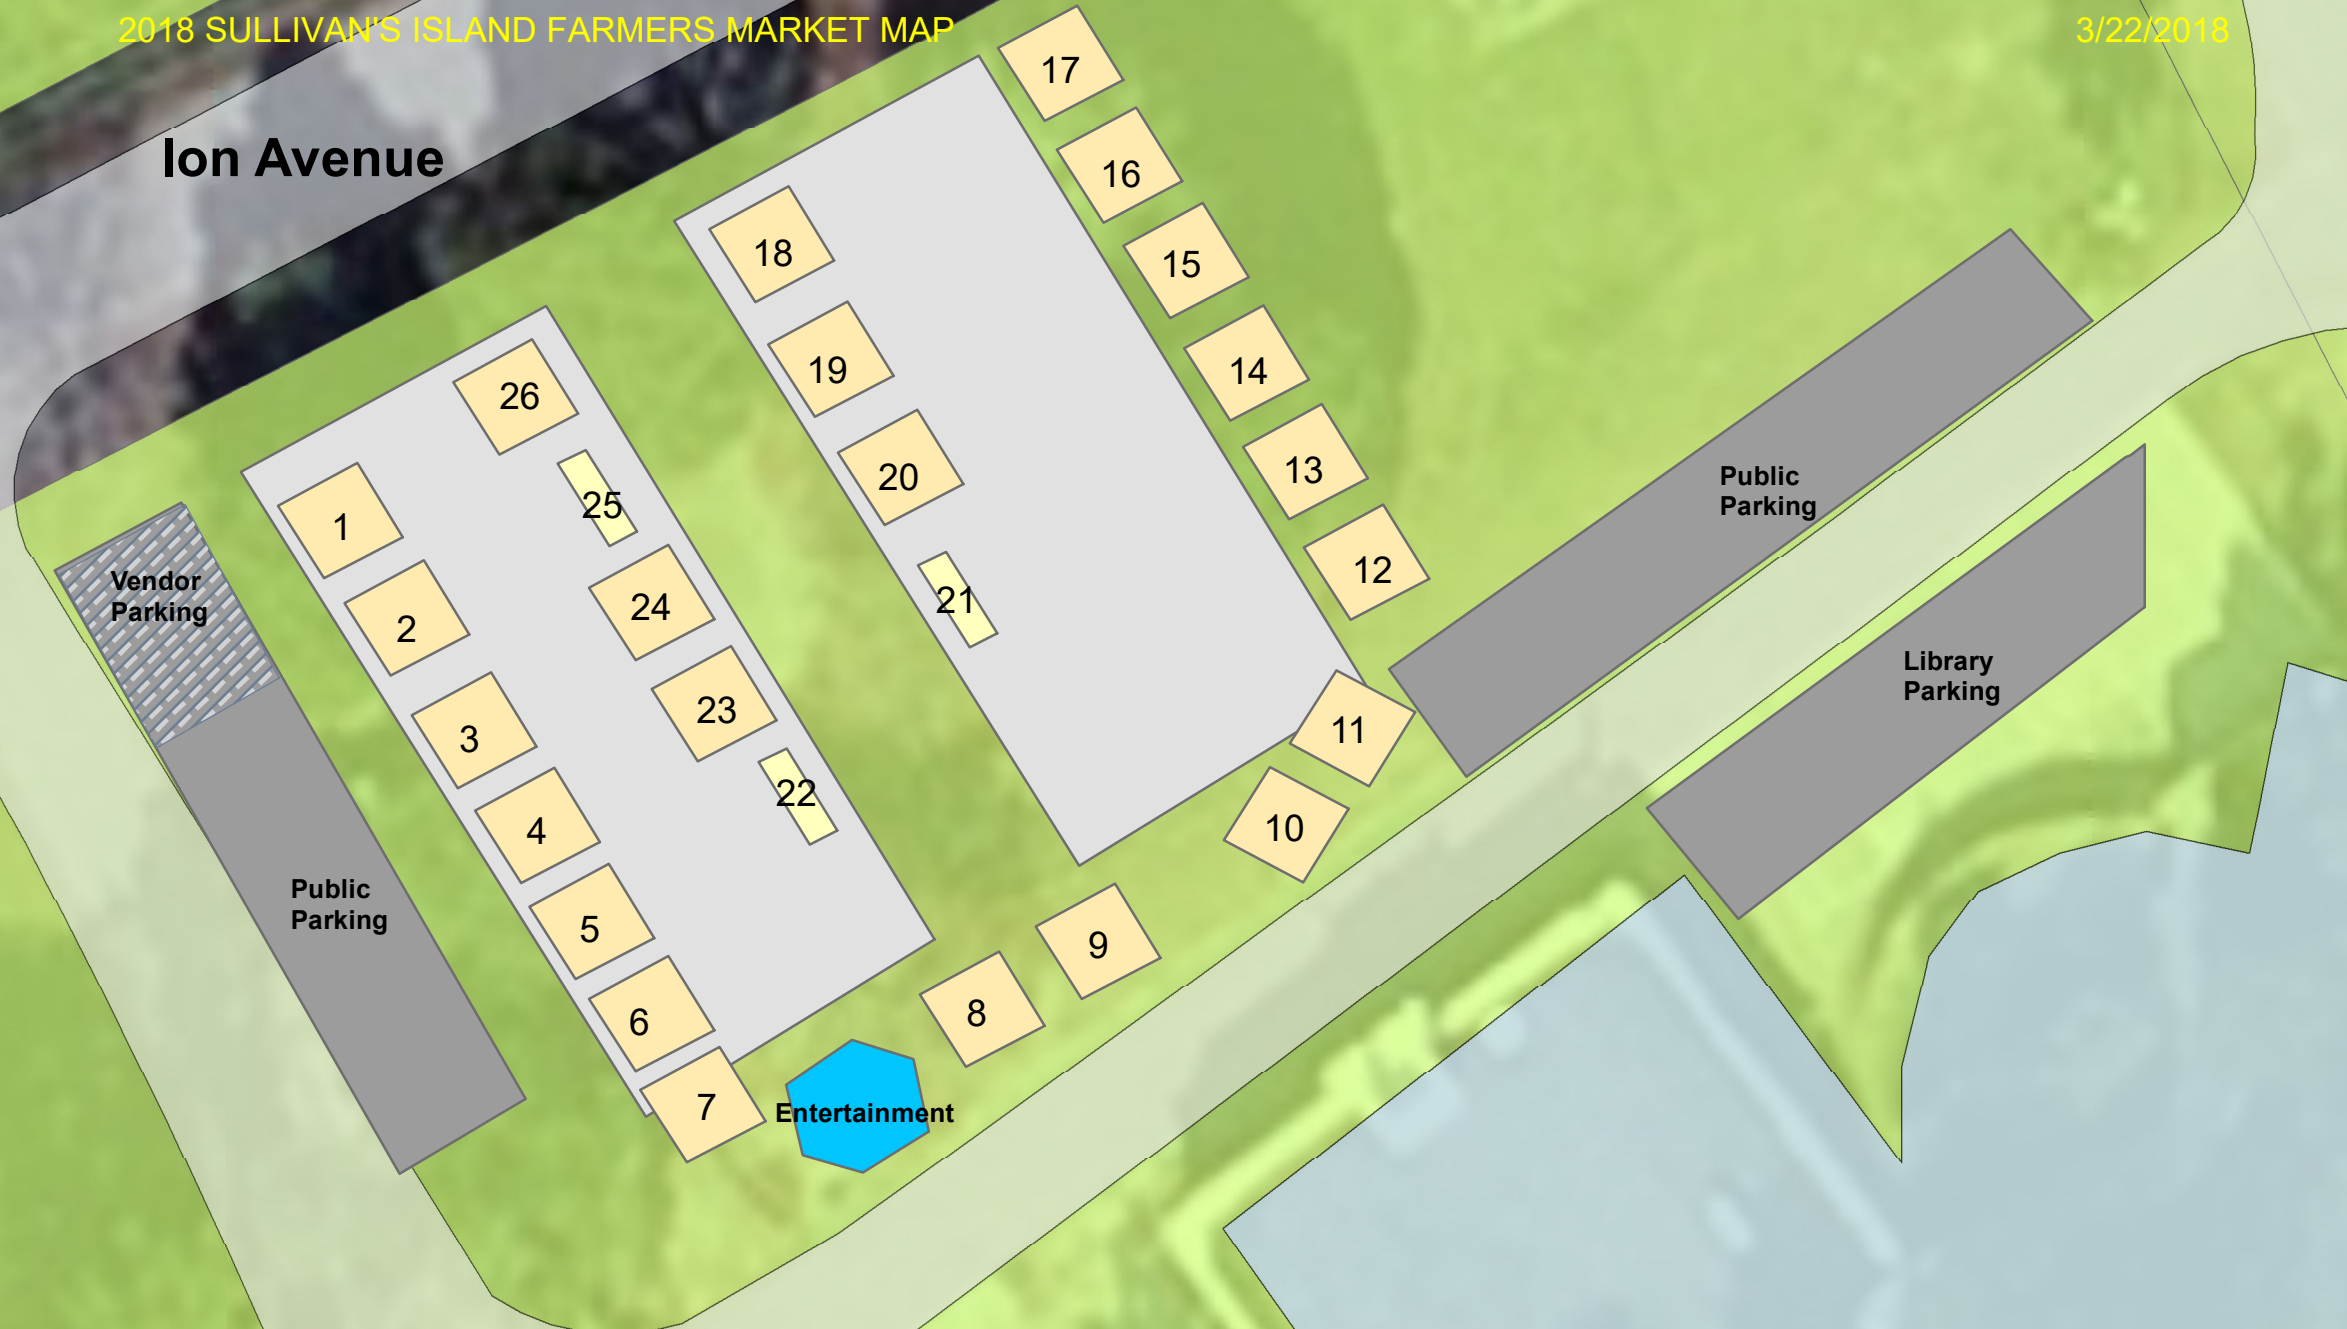 2018 SULLIVAN'S ISLAND FARMERS MARKET MAP
3/22/2018
Ion Avenue
17
16
15
14
13
12
11
10
9
8
18
19
20
21
26
25
24
23
22
1
2
3
4
5
6
7
Vendor
Parking
Public
Parking
Public
Parking
Library
Parking
Entertainment